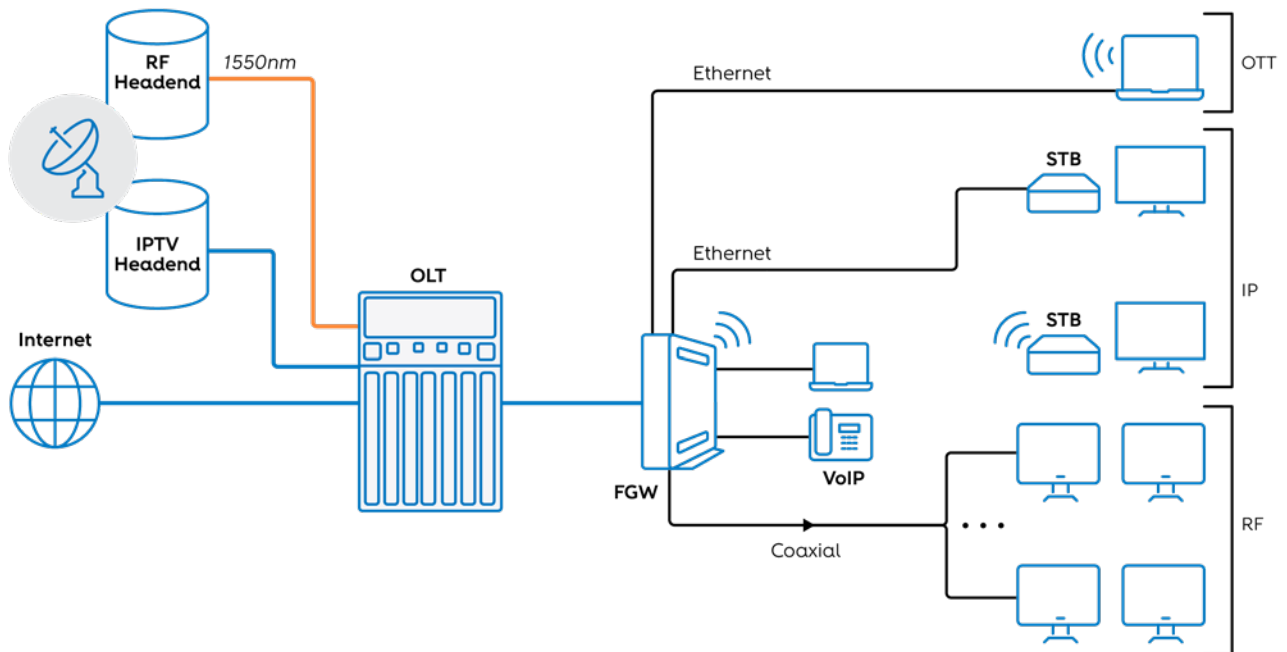 RF
Headend
1550nm
IPTV
Headend
Internet
OLT
Ethernet
OTT
STB
Ethernet
STB
IP
FGW
VoIP
Coaxial
. . .
RF